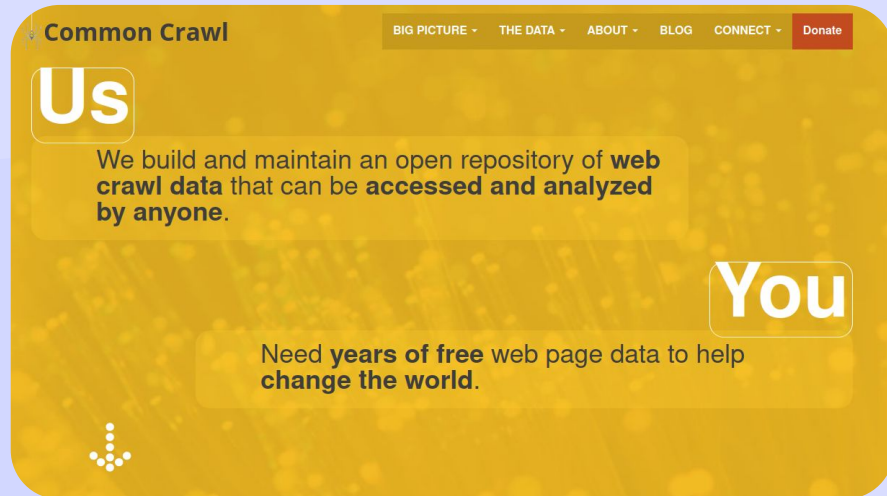 Common Crawl
BIG PICTURE THE DATA ABOUT BLOG CONNECT Donate
Us
We build and maintain an open repository of web
crawl data that can be accessed and analyzed
by anyone.
You
Need years of free web page data to help
change the world.